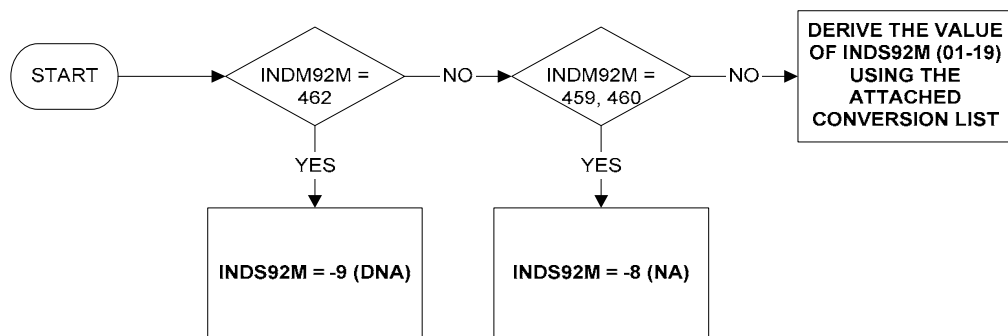 START
INDM92M =
462
NO
INDM92M =
459, 460
NO
DERIVE THE VALUE
OF INDS92M (01-19)
USING THE
ATTACHED
CONVERSION LIST
YES
YES
INDS92M = -9 (DNA)
INDS92M = -8 (NA)